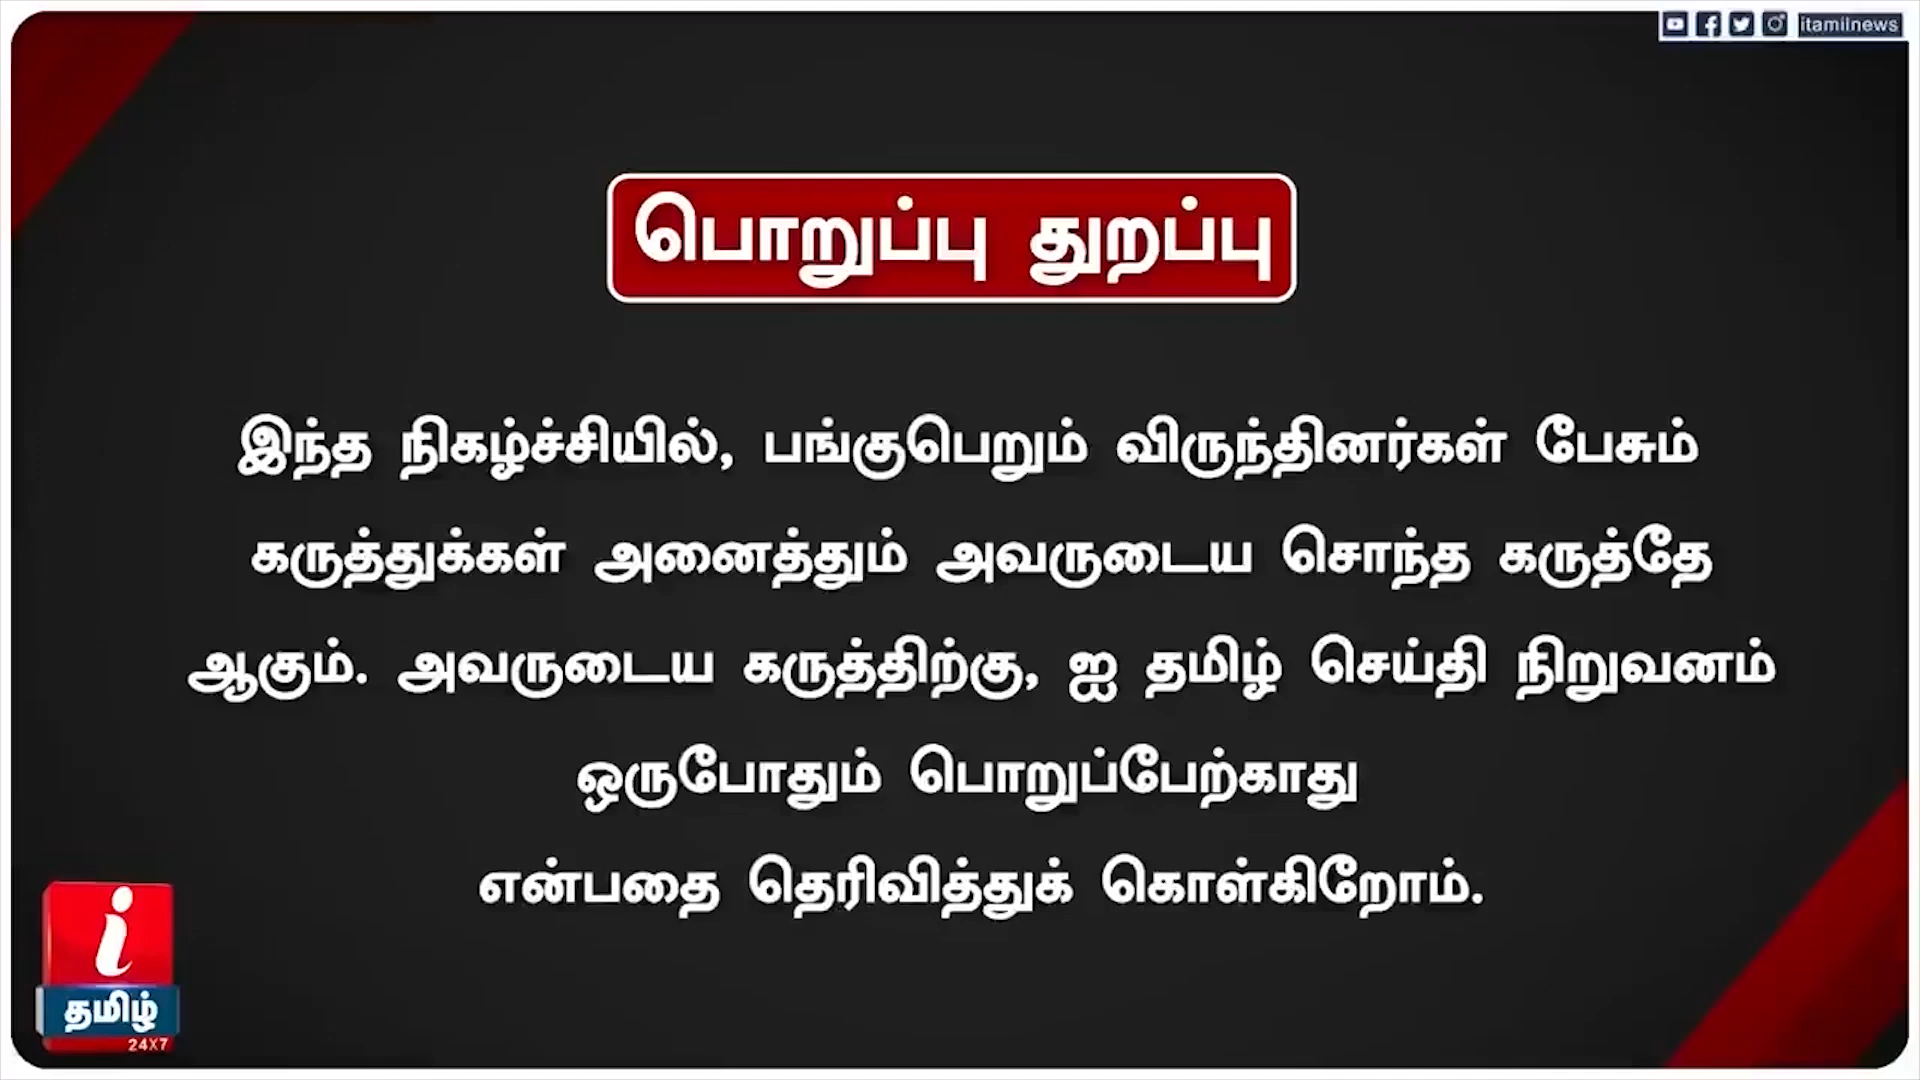 itamilnews
பொறுப்பு துறப்பு
இந்த நிகழ்ச்சியில், பங்குபெறும் விருந்தினர்கள் பேசும்
கருத்துக்கள் அனைத்தும் அவருடைய சொந்த கருத்தே
ஆகும். அவருடைய கருத்திற்கு, ஐ தமிழ் செய்தி நிறுவனம்
ஒருபோதும் பொறுப்பேற்காது
என்பதை தெரிவித்துக் கொள்கிறோம்.
i
தமிழ்
24X7